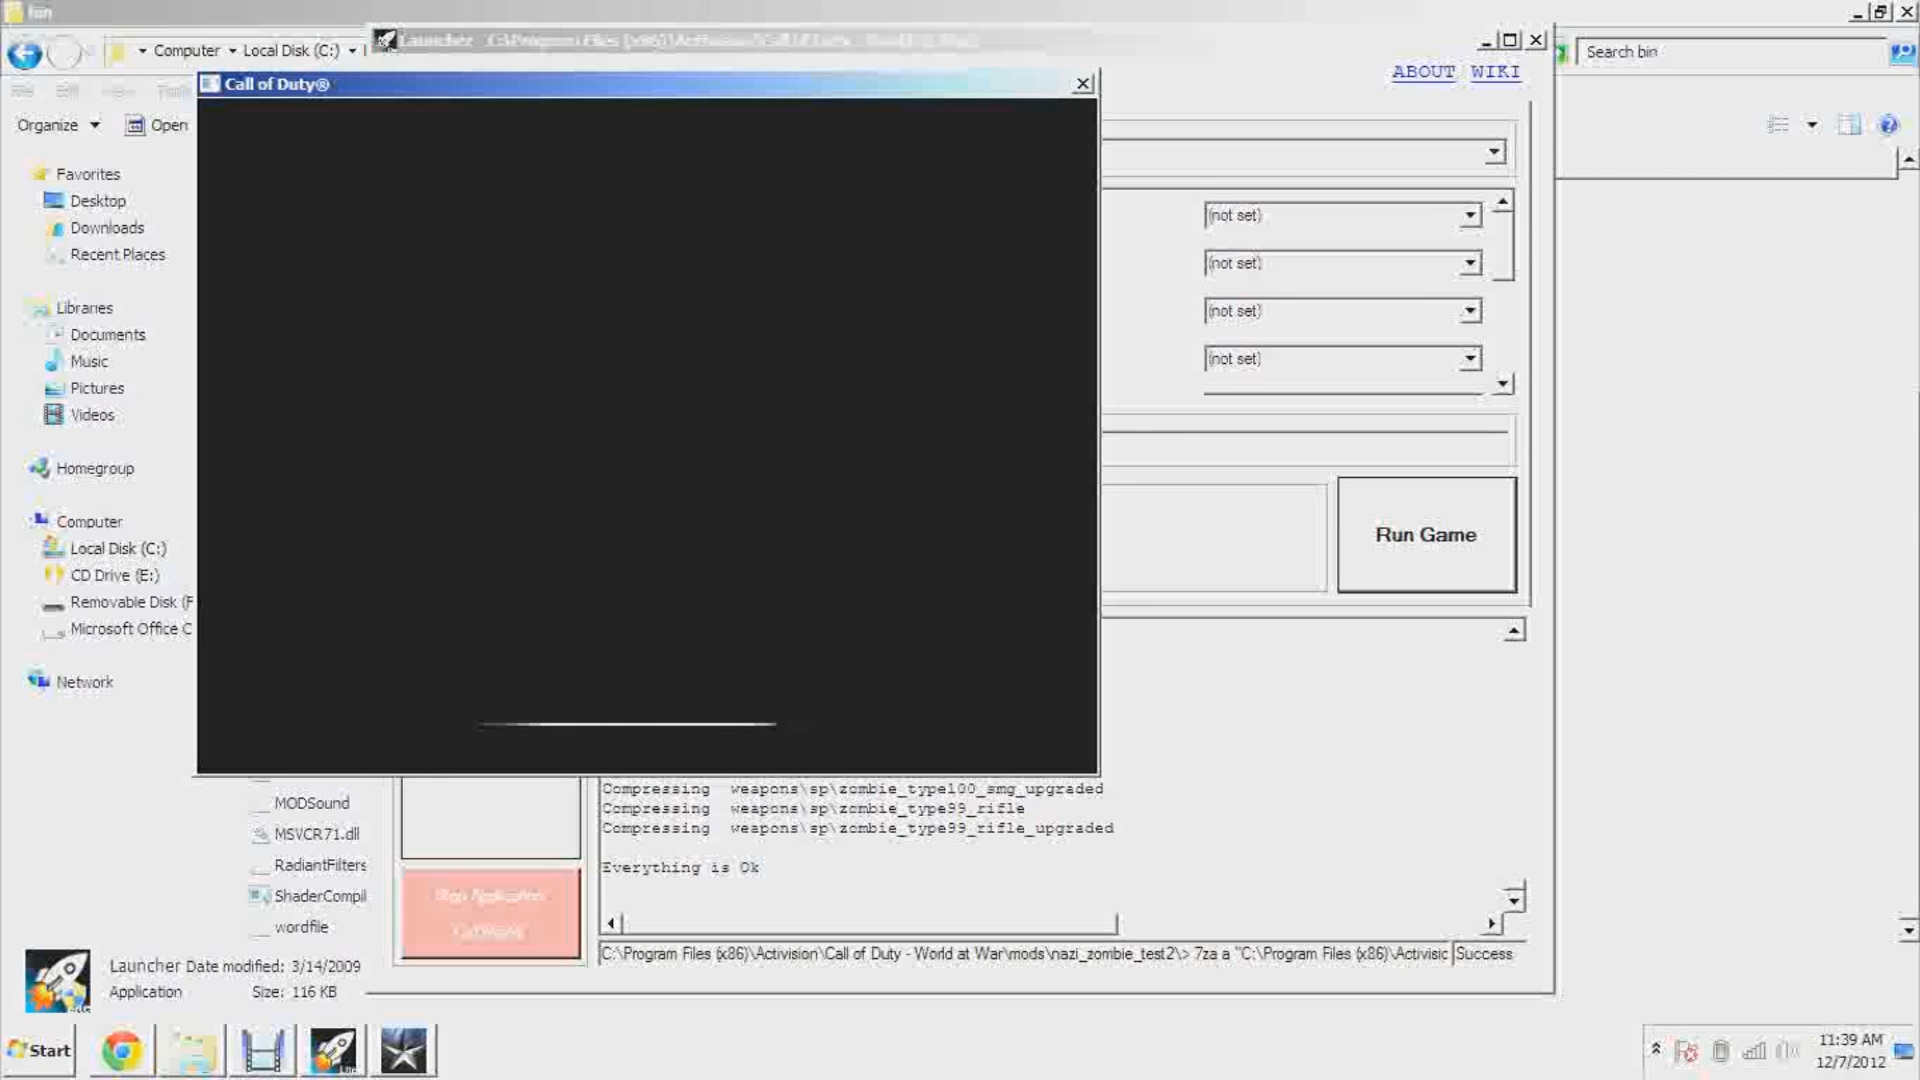 bin
Computer
Local Disk (C:)
Search bin
ABOUT WIKI
Call of Duty®
Organize
Open
Favorites
Desktop
Downloads
Recent Places
Libraries
Documents
Music
Pictures
Videos
Homegroup
Computer
Local Disk (C:)
CD Drive (E:)
Removable Disk (F
Microsoft Office C
Network
(not set)
(not set)
(not set)
(not set)
Run Game
MODSound
MSVCR71.dll
RadiantFilters
ShaderCompil
wordfile
Compressing weapons\sp\zombie_type100_smg_upgraded
Compressing weapons\sp\zombie_type99_rifle
Compressing weapons\sp\zombie_type99_rifle_upgraded
Everything is Ok
C:\Program Files (x86)\Activision\Call of Duty - World at War\mods\nazi_zombie_test2\> 7za a "C:\Program Files (x86)\Activisic
Success
Launcher Date modified: 3/14/2009
Application Size: 116 KB
Start
11:39 AM
12/7/2012